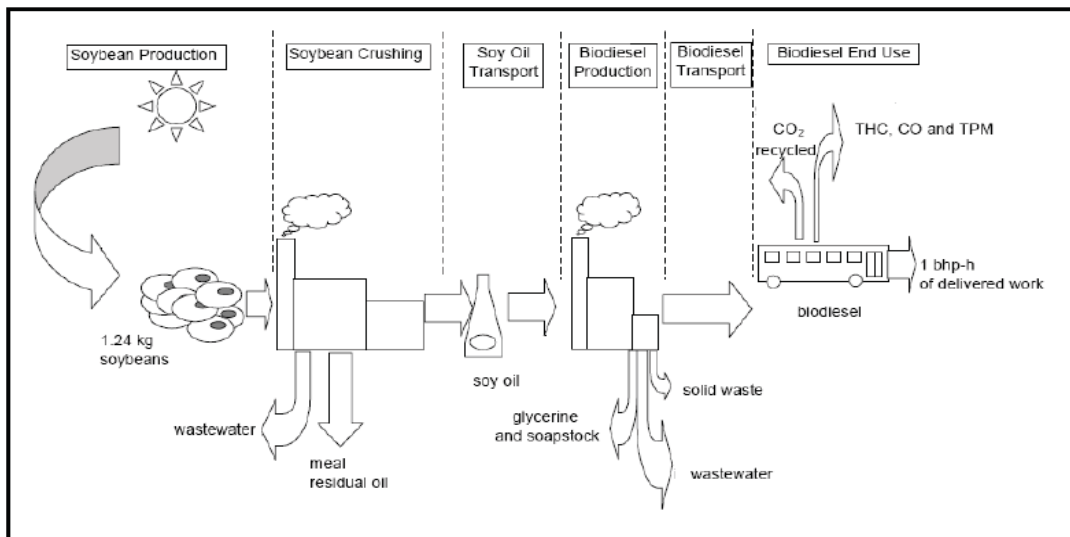 Soybean Production
Soybean Crushing
Soy Oil
Transport
Biodiesel
Production
Biodiesel
Transport
Biodiesel End Use
CO2
recycled
THC, CO and TPM
1 bhp-h
of delivered work
biodiesel
1.24 kg
soybeans
soy oil
wastewater
meal
residual oil
glycerine
and soapstock
solid waste
wastewater